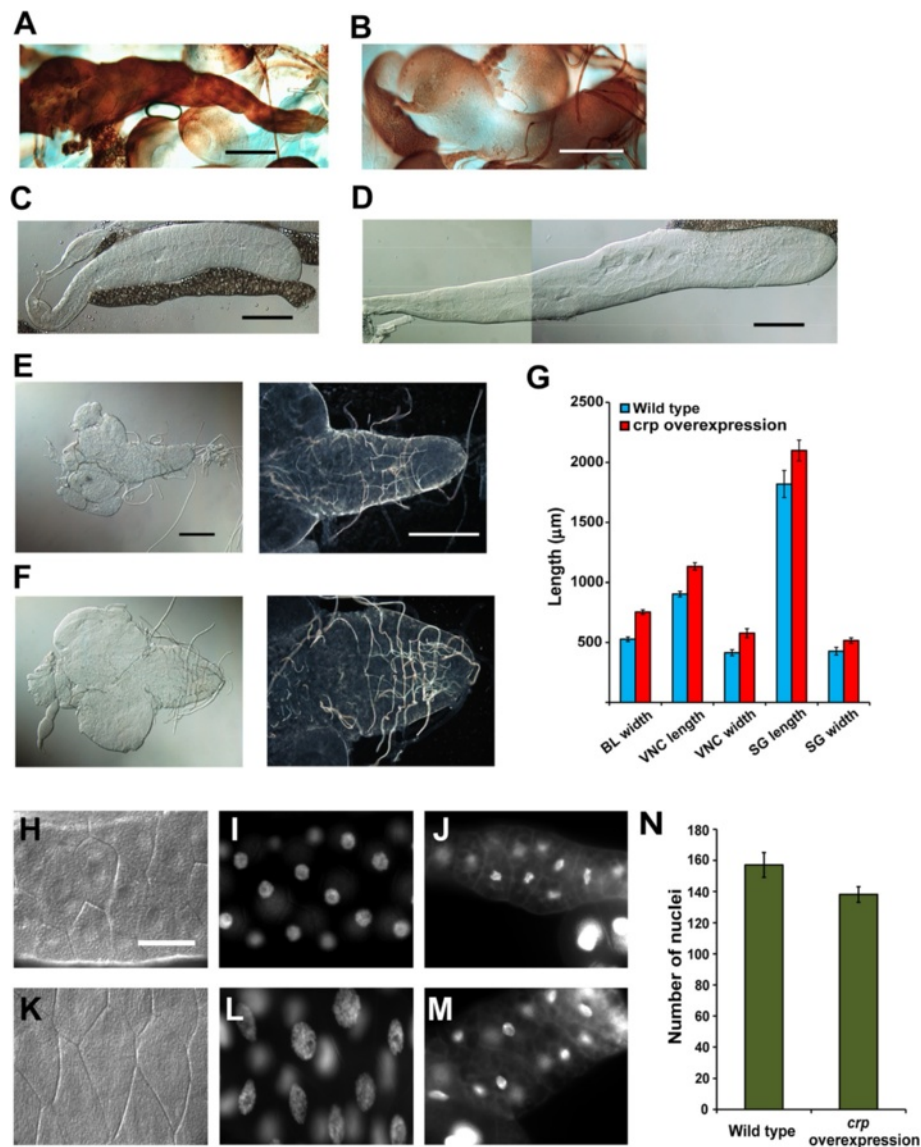 A
B
C
D
E
F
G
2500
2000
1500
1000
500
Length (μm)
Wild type
crp overexpression
BL width
VNC length
VNC width
SG length
SG width
H
I
J
K
L
M
N
180
160
140
120
100
80
60
40
20
0
Number of nuclei
Wild type
crp
overexpression